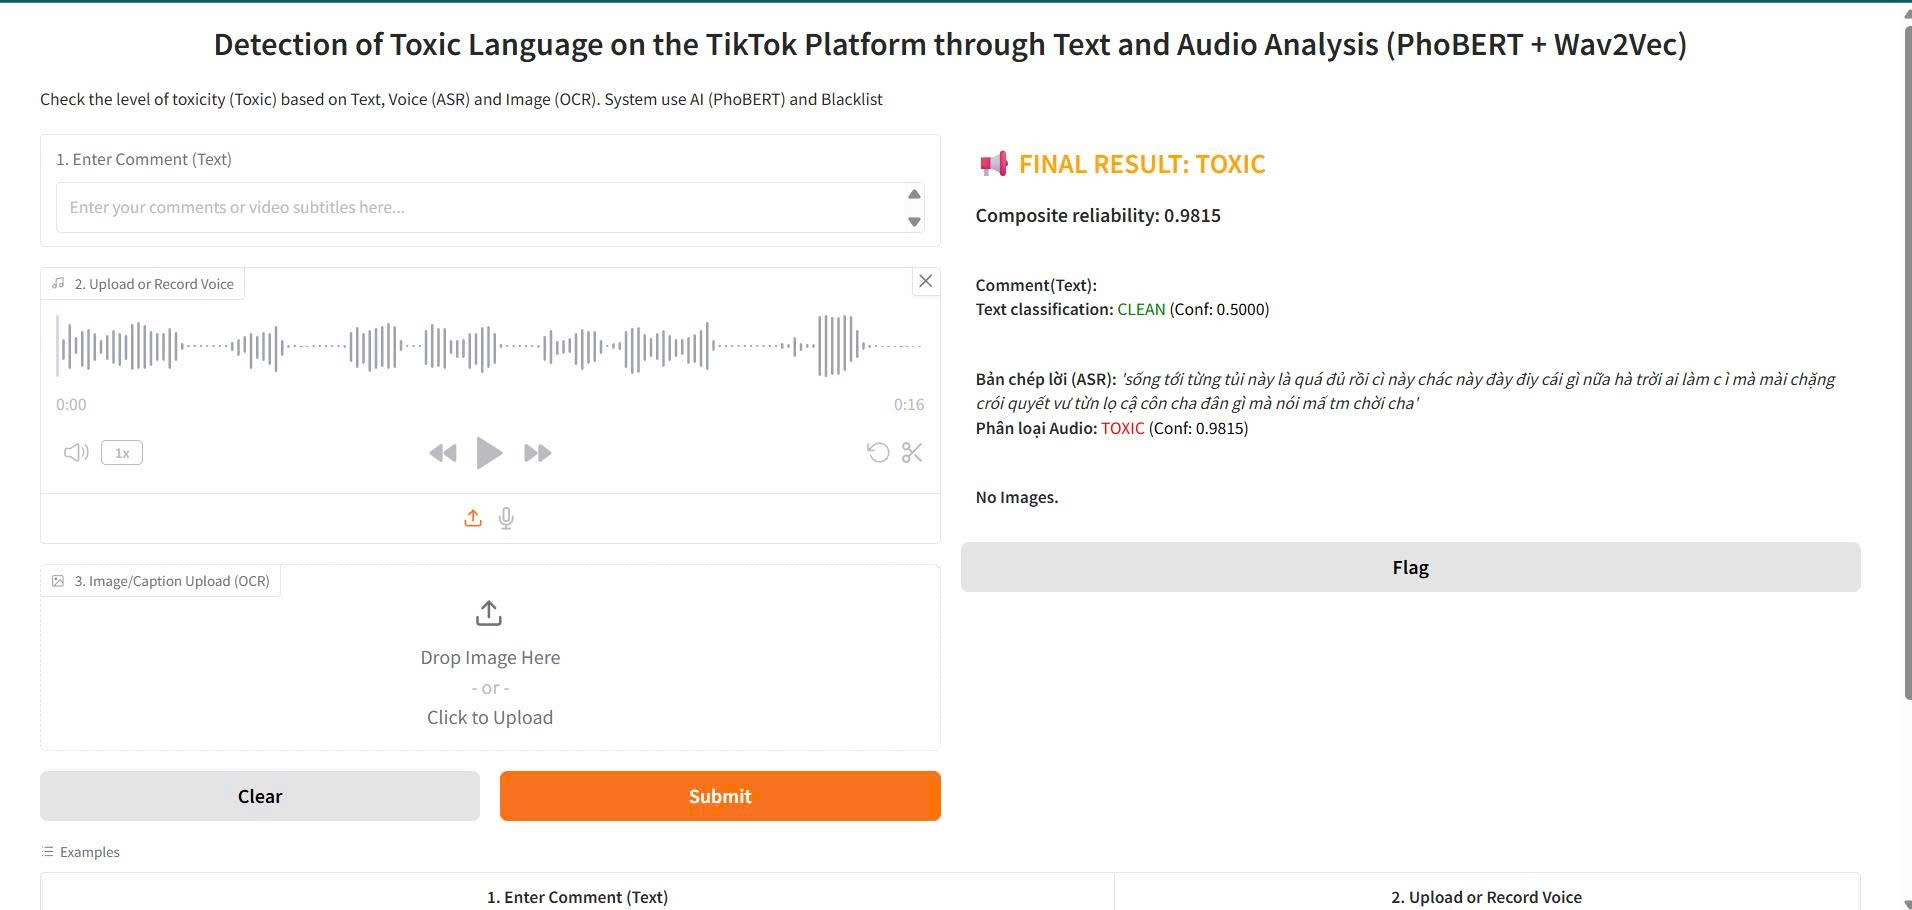 Detection of Toxic Language on the TikTok Platform through Text and Audio Analysis (PhoBERT + Wav2Vec)
Check the level of toxicity (Toxic) based on Text, Voice (ASR) and Image (OCR). System use AI (PhoBERT) and Blacklist
1. Enter Comment (Text)
Enter your comments or video subtitles here...
2. Upload or Record Voice
0:00
0:16
1x
3. Image/Caption Upload (OCR)
Drop Image Here
- or -
Click to Upload
Clear
Submit
Examples
1. Enter Comment (Text)
2. Upload or Record Voice
FINAL RESULT: TOXIC
Composite reliability: 0.9815
Comment(Text):
Text classification: CLEAN (Conf: 0.5000)
Bản chép lời (ASR): 'sống tới từng tủi này là quá đủ rồi cì này chác này đày điy cái gì nữa hà trời ai làm c ì mà mài chặng
crói quyết vư từn lọ cậ côn cha đân gì mà nói mấ tm chời cha'
Phân loại Audio: TOXIC (Conf: 0.9815)
No Images.
Flag